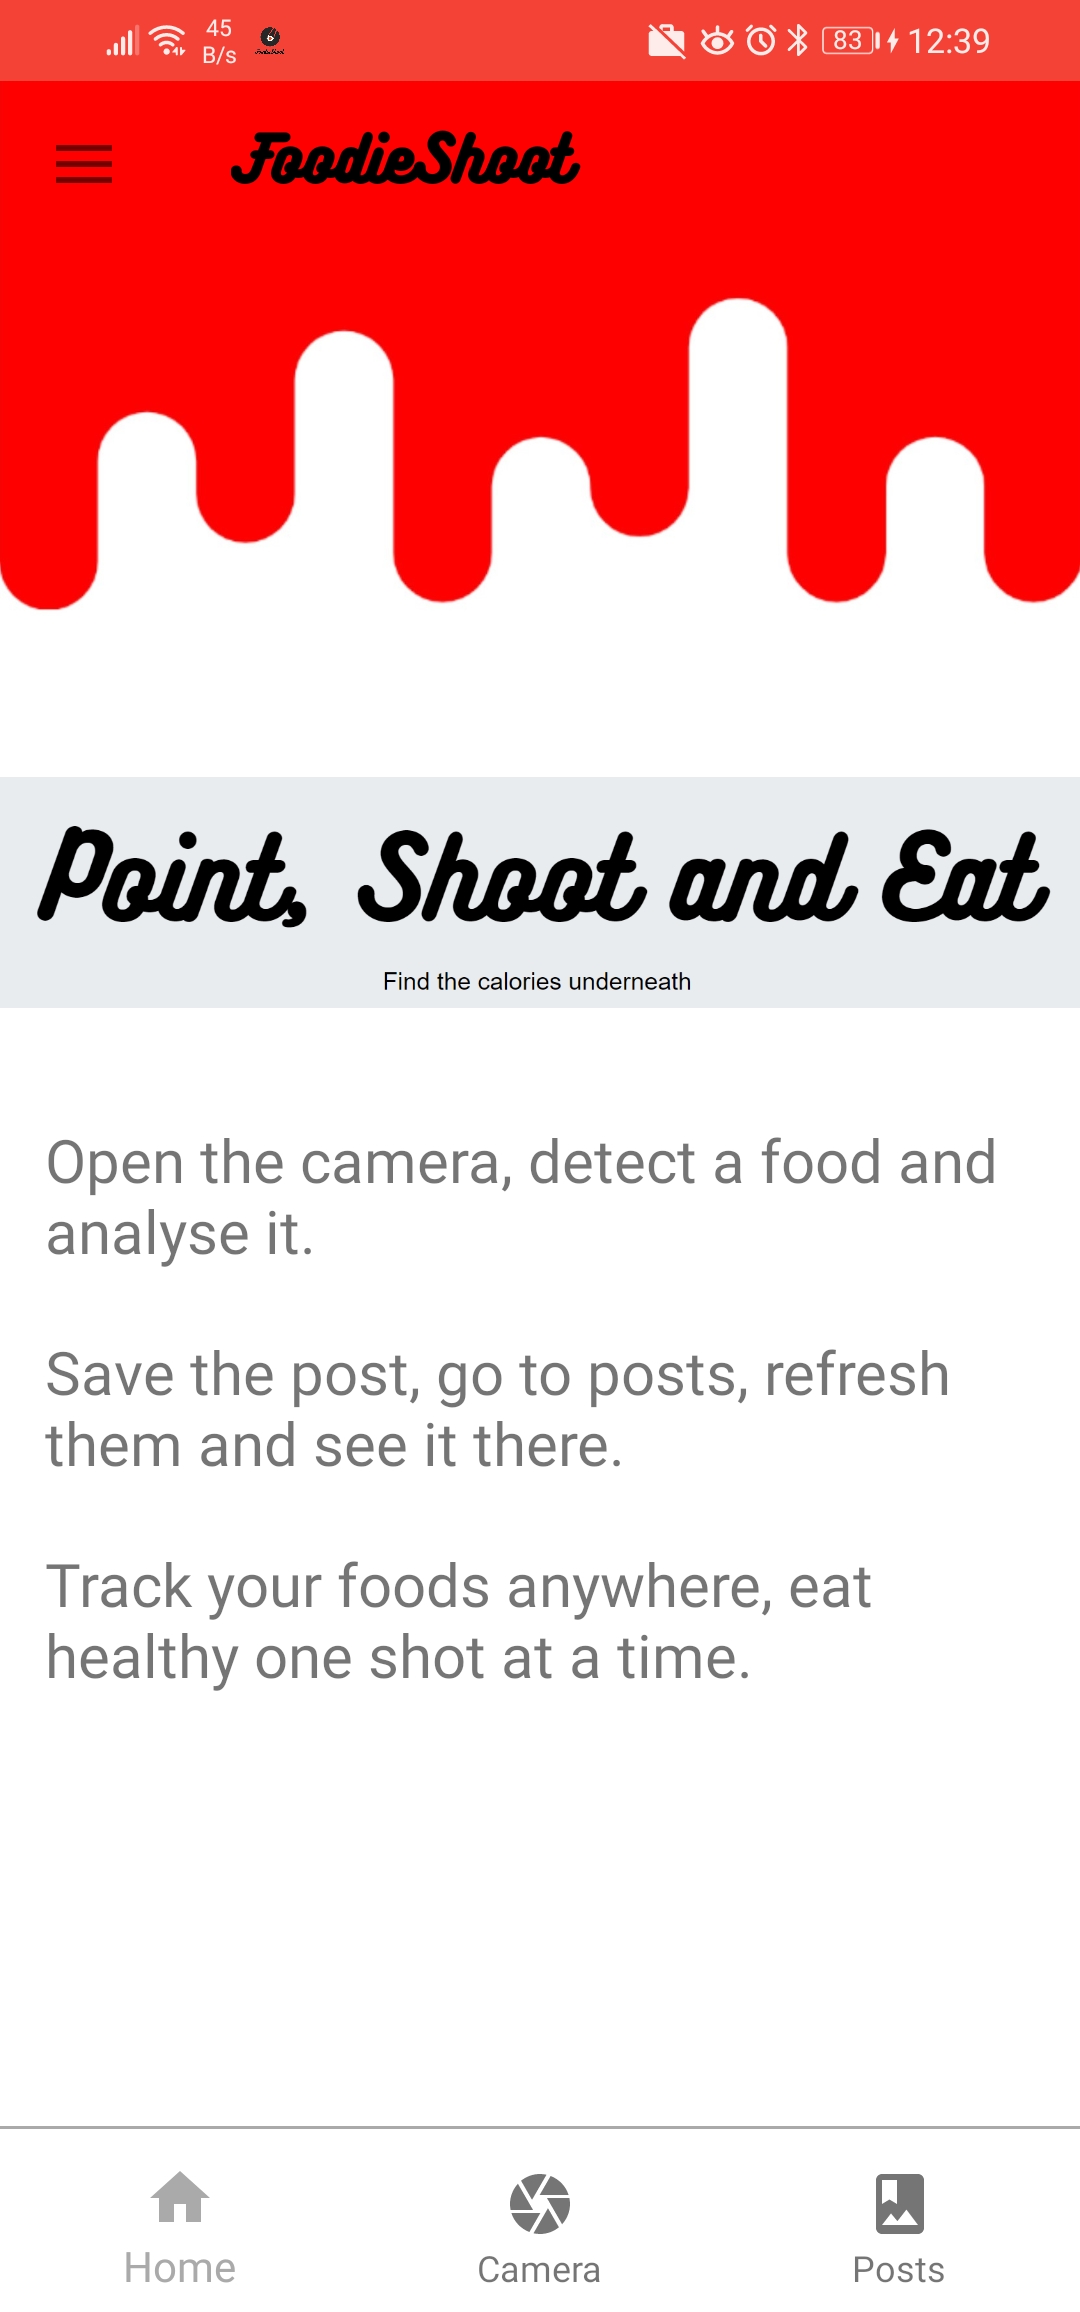 45
B/s
83
12:39
FoodieShoot
Point, Shoot and Eat
Find the calories underneath
Open the camera, detect a food and
analyse it.
Save the post, go to posts, refresh
them and see it there.
Track your foods anywhere, eat
healthy one shot at a time.
Home
Camera
Posts